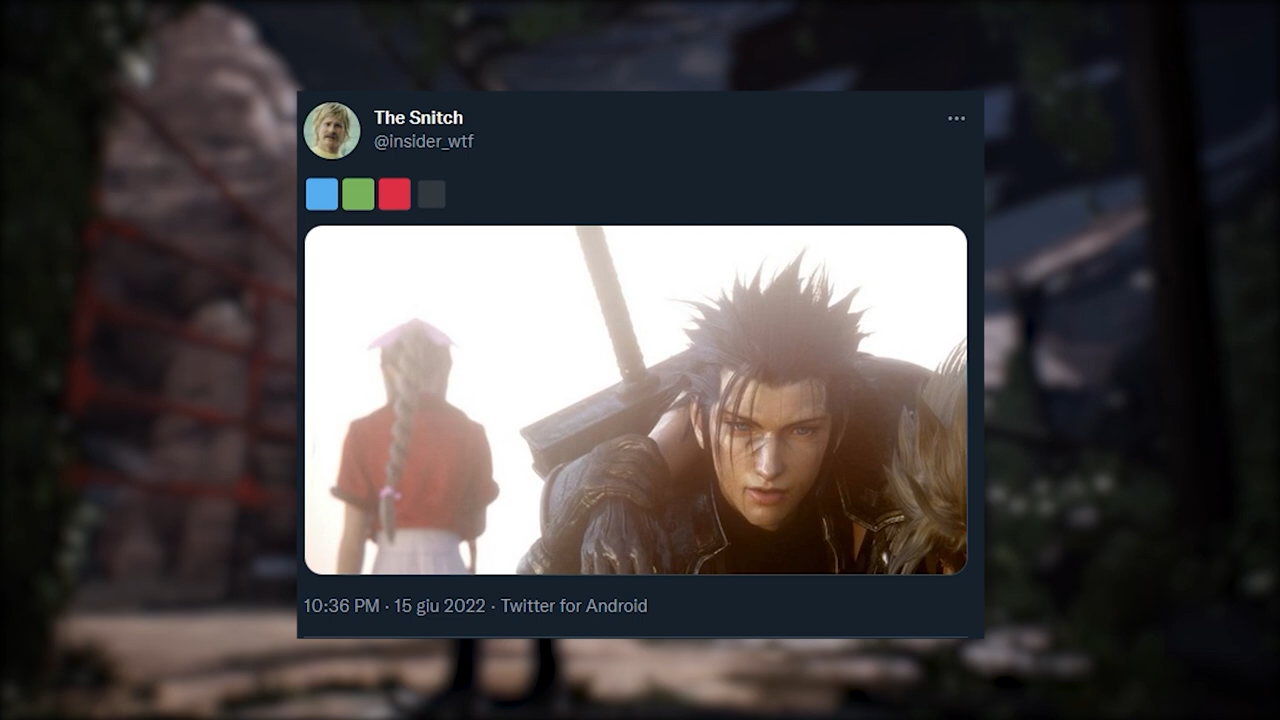 The Snitch
@insider_wtf
10:36 PM · 15 giu 2022 · Twitter for Android